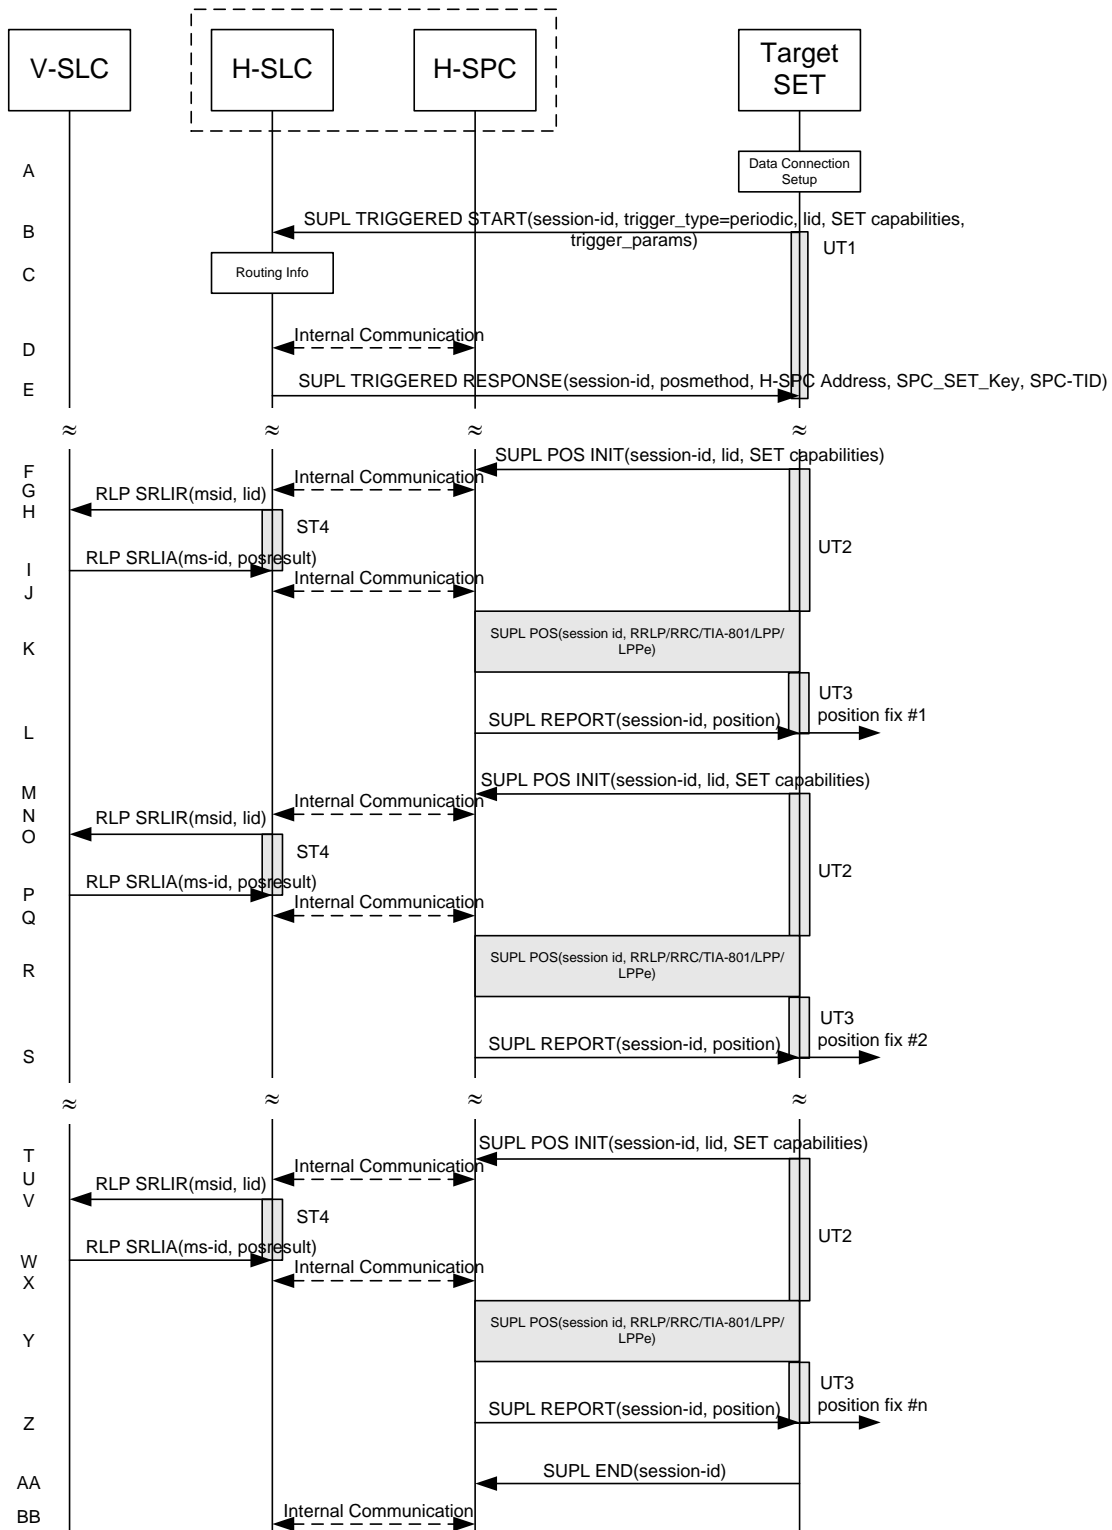 V-SLC
H-SLC
H-SPC
Target
SET
A
Data Connection
Setup
B
SUPL TRIGGERED START(session-id, trigger_type=periodic, lid, SET capabilities,
trigger_params)
UT1
C
Routing Info
D
Internal Communication
E
SUPL TRIGGERED RESPONSE(session-id, posmethod, H-SPC Address, SPC_SET_Key, SPC-TID)
≈ ≈ ≈ ≈
F
SUPL POS INIT(session-id, lid, SET capabilities)
G
Internal Communication
H
RLP SRLIR(msid, lid)
ST4
UT2
I
RLP SRLIA(ms-id, posresult)
J
Internal Communication
K
SUPL POS(session id, RRLP/RRC/TIA-801/LPP/
LPPe)
UT3
position fix #1
L
SUPL REPORT(session-id, position)
M
SUPL POS INIT(session-id, lid, SET capabilities)
N
Internal Communication
O
RLP SRLIR(msid, lid)
ST4
UT2
P
RLP SRLIA(ms-id, posresult)
Q
Internal Communication
R
SUPL POS(session id, RRLP/RRC/TIA-801/LPP/
LPPe)
UT3
position fix #2
S
SUPL REPORT(session-id, position)
≈ ≈ ≈ ≈
T
SUPL POS INIT(session-id, lid, SET capabilities)
U
Internal Communication
V
RLP SRLIR(msid, lid)
ST4
UT2
W
RLP SRLIA(ms-id, posresult)
X
Internal Communication
Y
SUPL POS(session id, RRLP/RRC/TIA-801/LPP/
LPPe)
UT3
position fix #n
Z
SUPL REPORT(session-id, position)
AA
SUPL END(session-id)
BB
Internal Communication